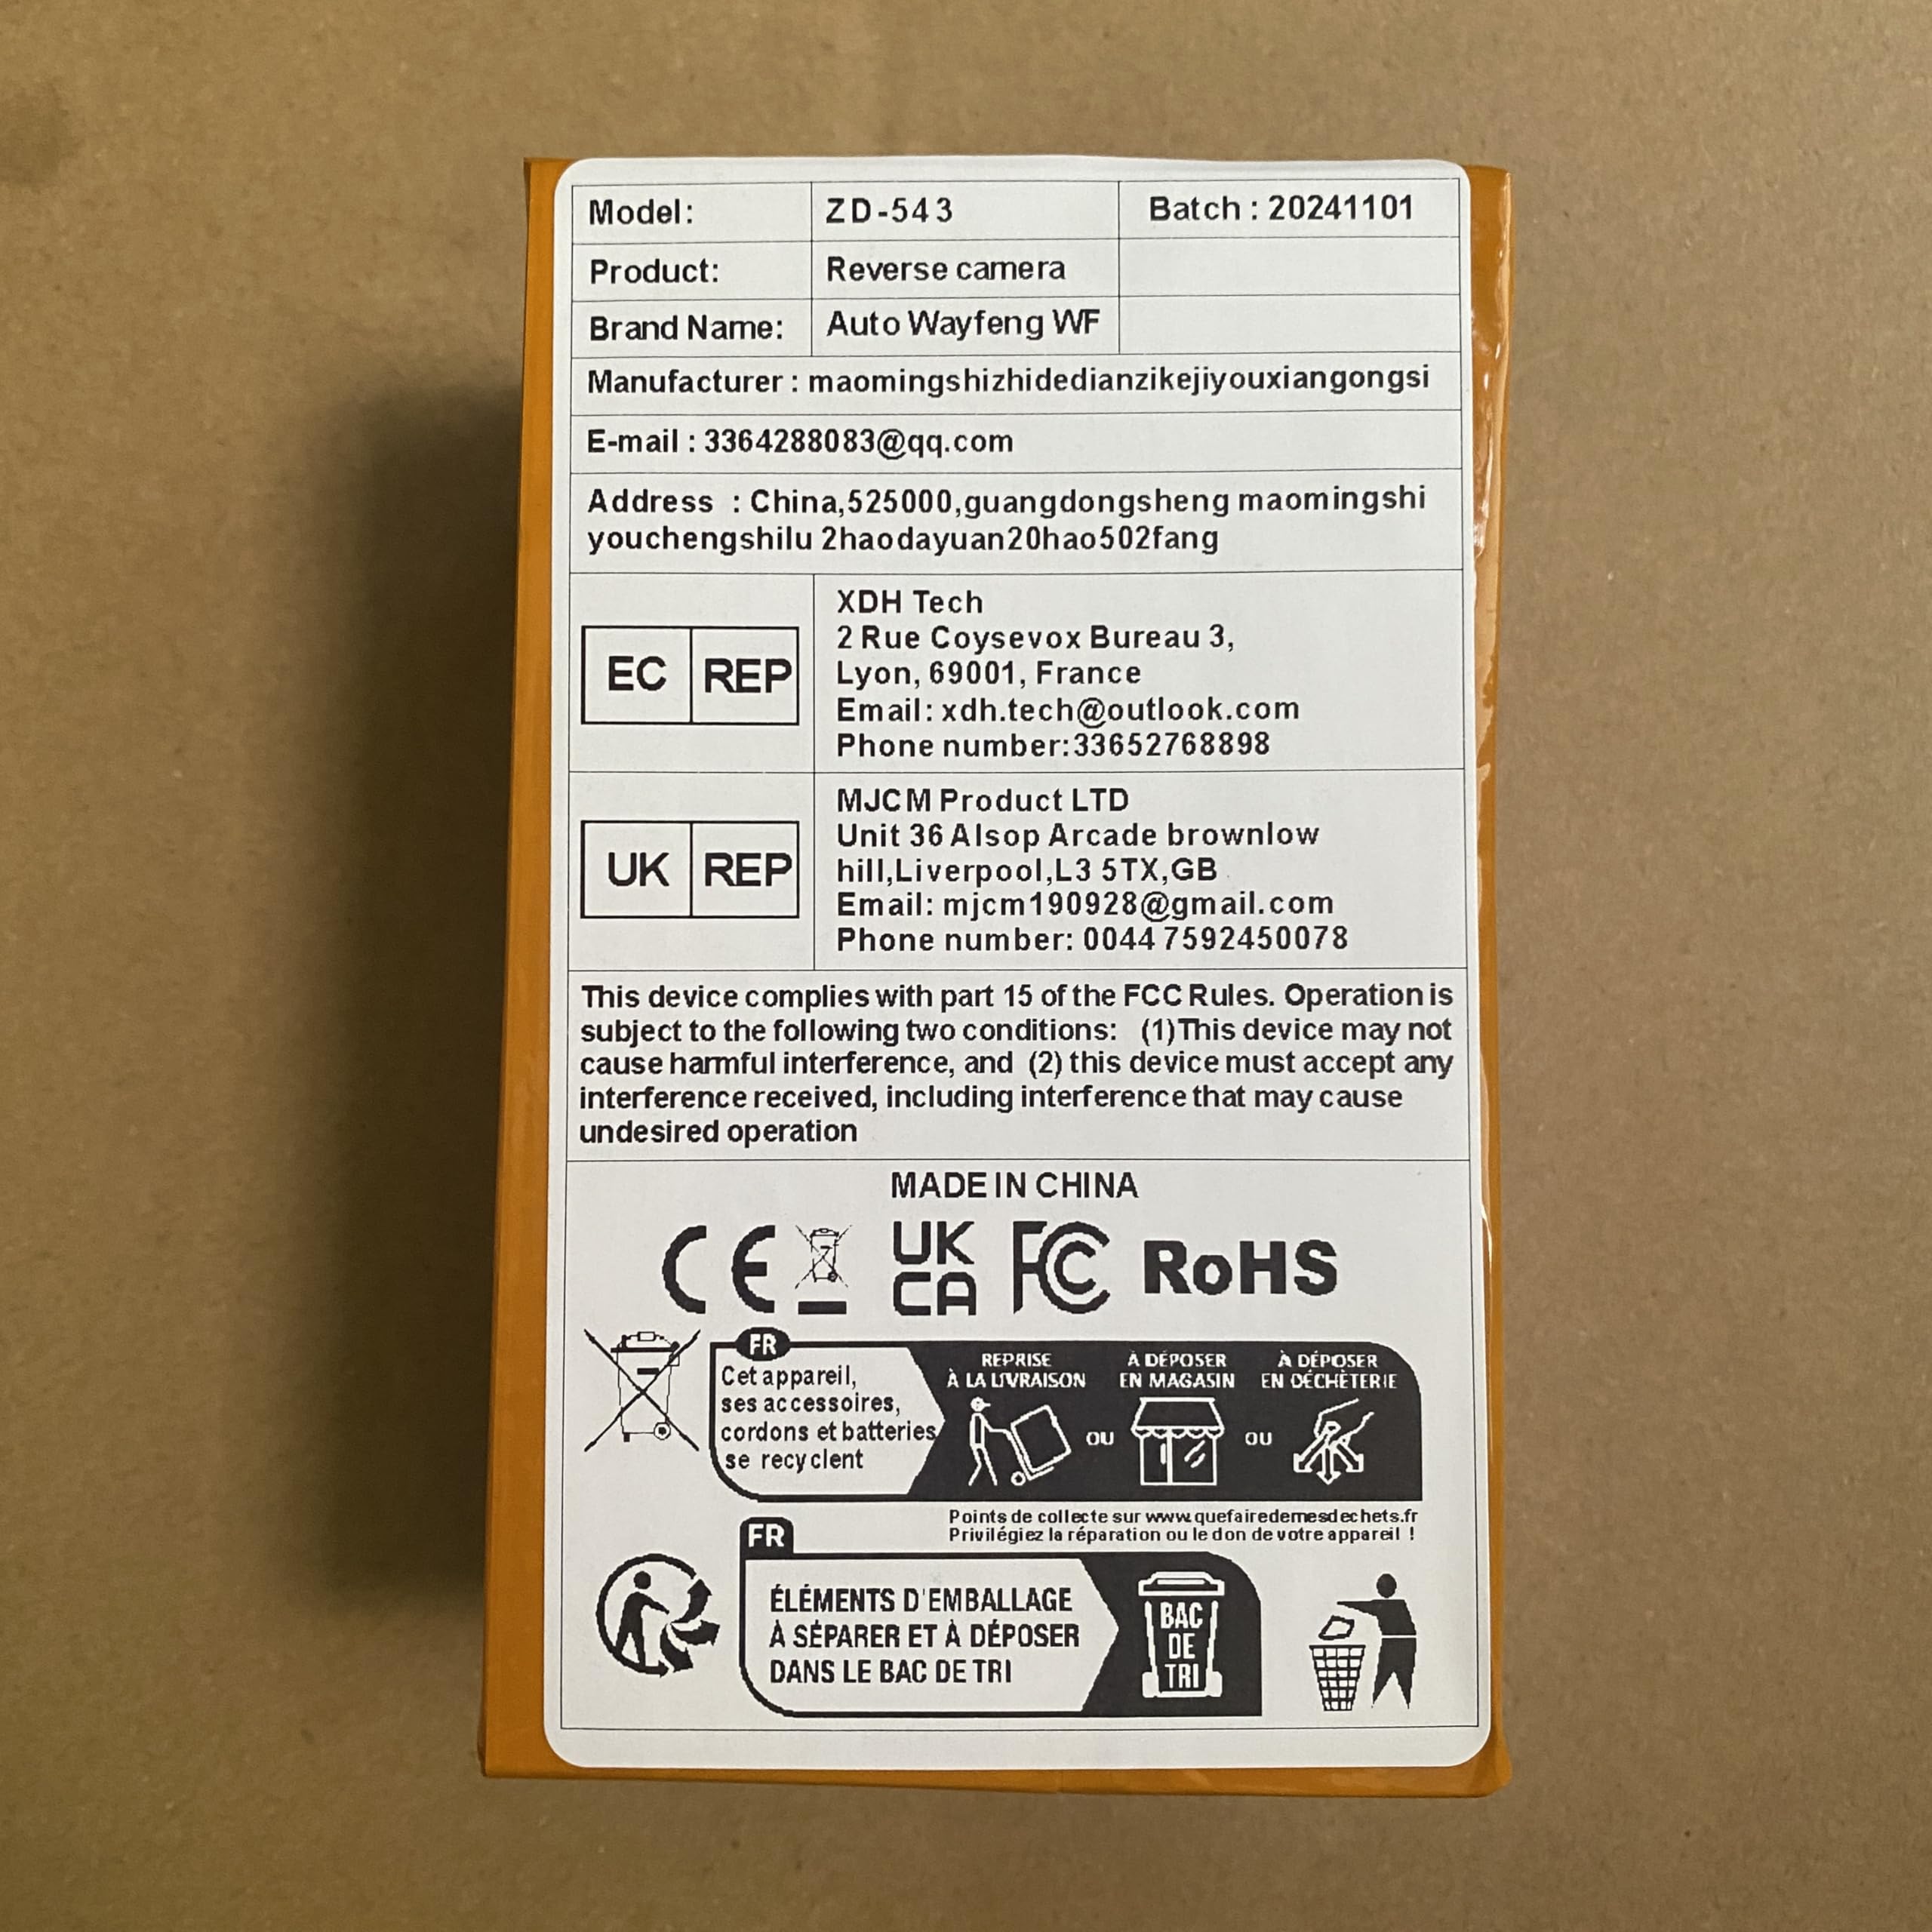 Model: ZD-543 Batch : 20241101
Product: Reverse camera
Brand Name: Auto Wayfeng WF
Manufacturer : maomingshizhidedianzikejiyouxiangongsi
E-mail : 3364288083@qq.com
Address : China,525000,guangdongsheng maomingshi
youchengshilu 2haodayuan20hao502fang
EC REP
XDH Tech
2 Rue Coysevox Bureau 3,
Lyon, 69001, France
Email: xdh.tech@outlook.com
Phone number:33652768898
UK REP
MJCM Product LTD
Unit 36 Alsop Arcade brownlow
hill,Liverpool,L3 5TX,GB
Email: mjcm190928@gmail.com
Phone number: 0044 7592450078
This device complies with part 15 of the FCC Rules. Operation is
subject to the following two conditions: (1)This device may not
cause harmful interference, and (2) this device must accept any
interference received, including interference that may cause
undesired operation
MADE IN CHINA
CE UK CA FC RoHS
FR
Cet appareil,
ses accessoires,
cordons et batteries
se recyclent
REPRISE
À LA LIVRAISON
OU
À DÉPOSER
EN MAGASIN
OU
À DÉPOSER
EN DÉCHÈTERIE
Points de collecte sur www.quefairedemesdechets.fr
Privilégiez la réparation ou le don de votre appareil !
FR
ÉLÉMENTS D'EMBALLAGE
À SÉPARER ET À DÉPOSER
DANS LE BAC DE TRI
BAC
DE
TRI